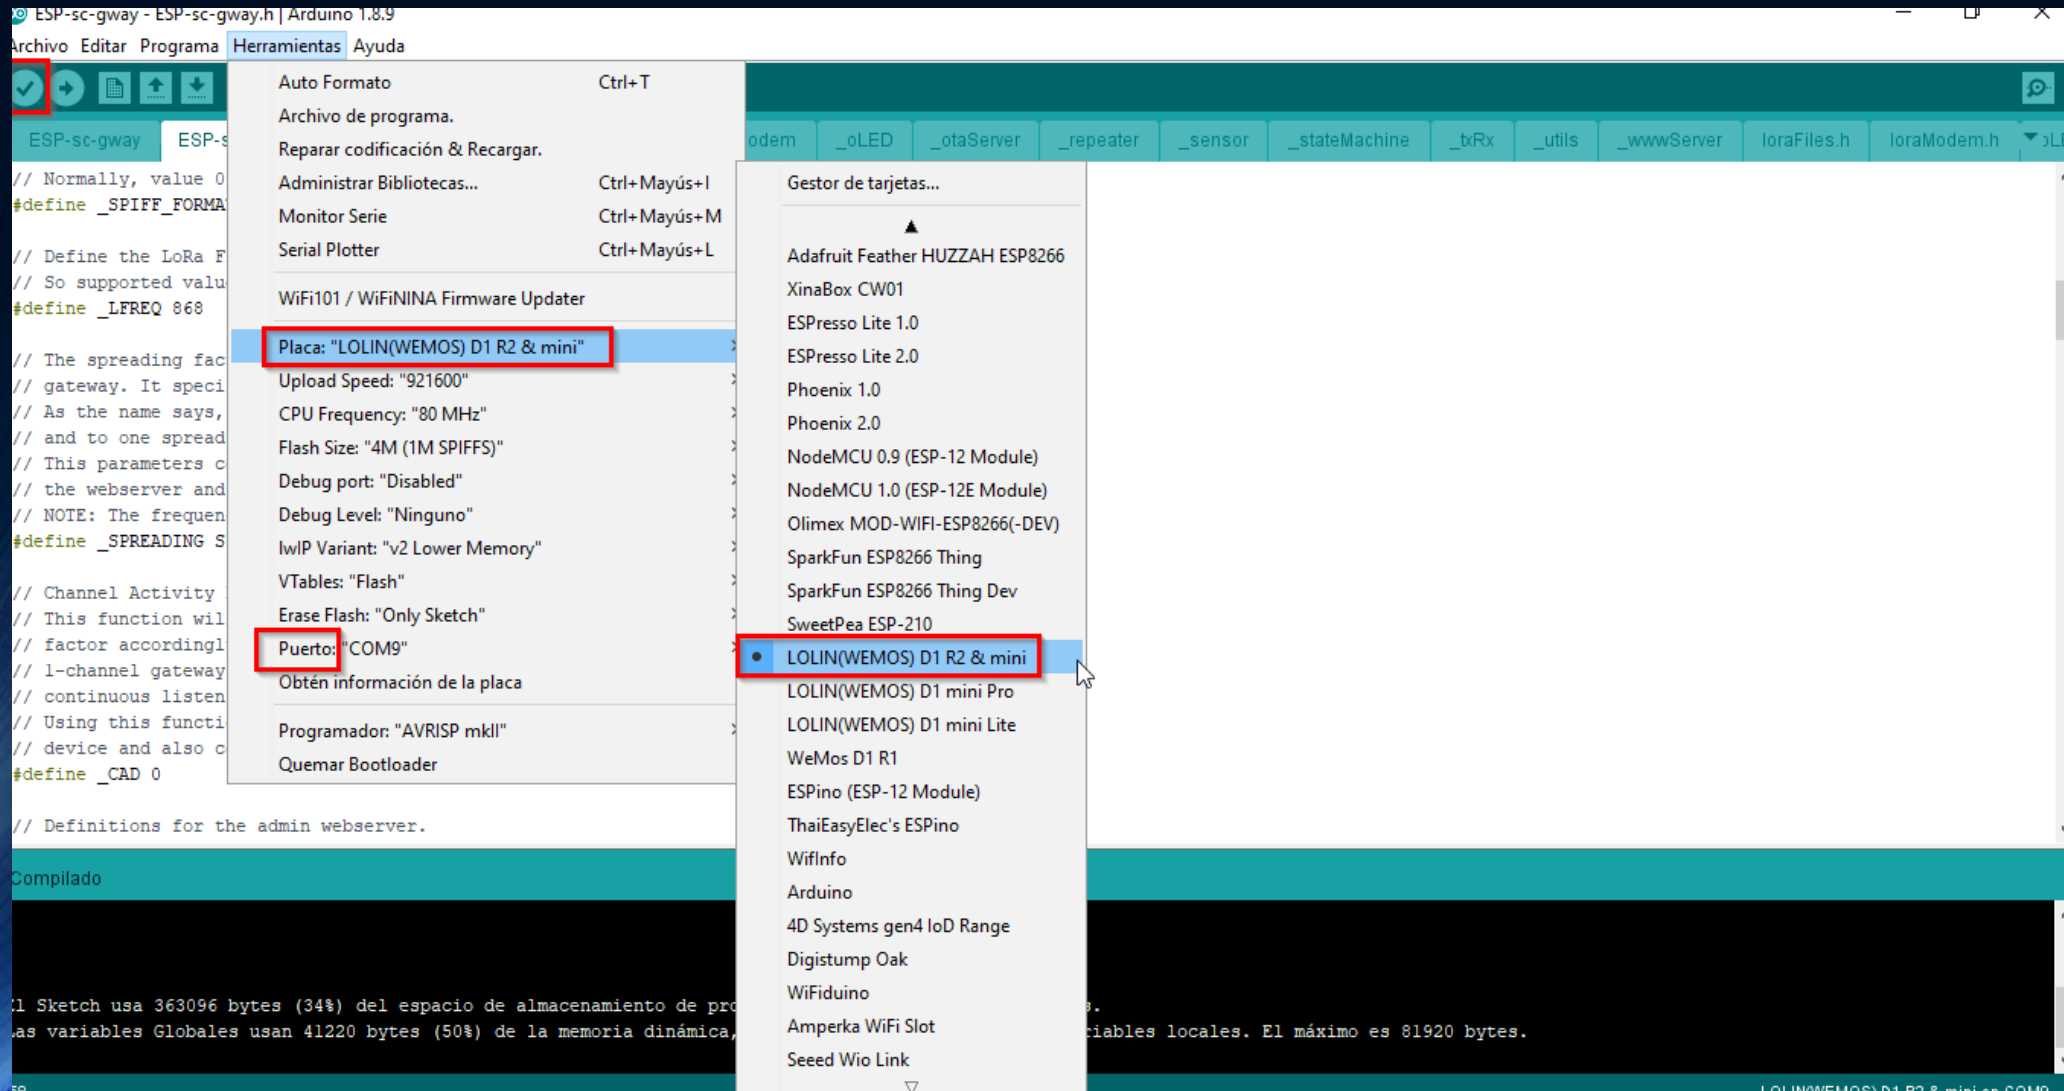 ESP-sc-gway - ESP-sc-gway.h | Arduino 1.8.9
Archivo Editar Programa Herramientas Ayuda
ESP-sc-gway ESP-s odem _oLED _otaServer _repeater _sensor _stateMachine _txRx _utils _wwwServer loraFiles.h loraModem.h
Auto Formato Ctrl+T
Archivo de programa.
Reparar codificación & Recargar.
Administrar Bibliotecas... Ctrl+Mayús+I
Monitor Serie Ctrl+Mayús+M
Serial Plotter Ctrl+Mayús+L
WiFi101 / WiFiNINA Firmware Updater
Placa: "LOLIN(WEMOS) D1 R2 & mini"
Upload Speed: "921600"
CPU Frequency: "80 MHz"
Flash Size: "4M (1M SPIFFS)"
Debug port: "Disabled"
Debug Level: "Ninguno"
lwIP Variant: "v2 Lower Memory"
VTables: "Flash"
Erase Flash: "Only Sketch"
Puerto: "COM9"
Obtén información de la placa
Programador: "AVRISP mkII"
Quemar Bootloader
Gestor de tarjetas...
Adafruit Feather HUZZAH ESP8266
XinaBox CW01
ESPresso Lite 1.0
ESPresso Lite 2.0
Phoenix 1.0
Phoenix 2.0
NodeMCU 0.9 (ESP-12 Module)
NodeMCU 1.0 (ESP-12E Module)
Olimex MOD-WIFI-ESP8266(-DEV)
SparkFun ESP8266 Thing
SparkFun ESP8266 Thing Dev
SweetPea ESP-210
LOLIN(WEMOS) D1 R2 & mini
LOLIN(WEMOS) D1 mini Pro
LOLIN(WEMOS) D1 mini Lite
WeMos D1 R1
ESPino (ESP-12 Module)
ThaiEasyElec's ESPino
WifInfo
Arduino
4D Systems gen4 IoD Range
Digistump Oak
WiFiduino
Amperka WiFi Slot
Seeed Wio Link
// Normally, value 0
#define _SPIFF_FORMA
// Define the LoRa F
// So supported valu
#define _LFREQ 868
// The spreading fac
// gateway. It speci
// As the name says,
// and to one spread
// This parameters c
// the webserver and
// NOTE: The frequen
#define _SPREADING S
// Channel Activity
// This function wil
// factor accordingl
// 1-channel gateway
// continuous listen
// Using this functi
// device and also c
#define _CAD 0
// Definitions for the admin webserver.
Compilado
El Sketch usa 363096 bytes (34%) del espacio de almacenamiento de pro s.
Las variables Globales usan 41220 bytes (50%) de la memoria dinámica, riables locales. El máximo es 81920 bytes.
LOLIN(WEMOS) D1 R2 & mini en COM9